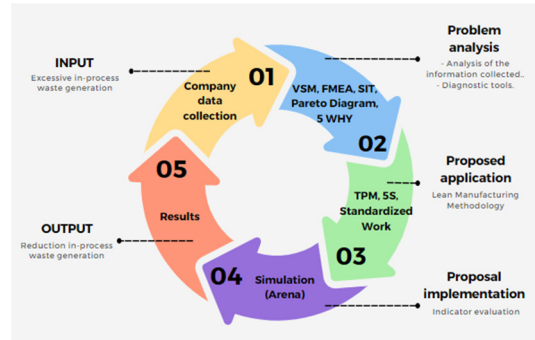 INPUT
Excessive in-process
waste generation
01
Company
data
collection
Problem
analysis
- Analysis of the
information collected..
- Diagnostic tools.
VSM, FMEA, SIT,
Pareto Diagram,
5 WHY
02
Proposed
application
Lean Manufacturing
Methodology
TPM, 5S,
Standardized
Work
03
Proposal
implementation
Indicator evaluation
Simulation
(Arena)
04
OUTPUT
Reduction in-process
waste generation
05
Results